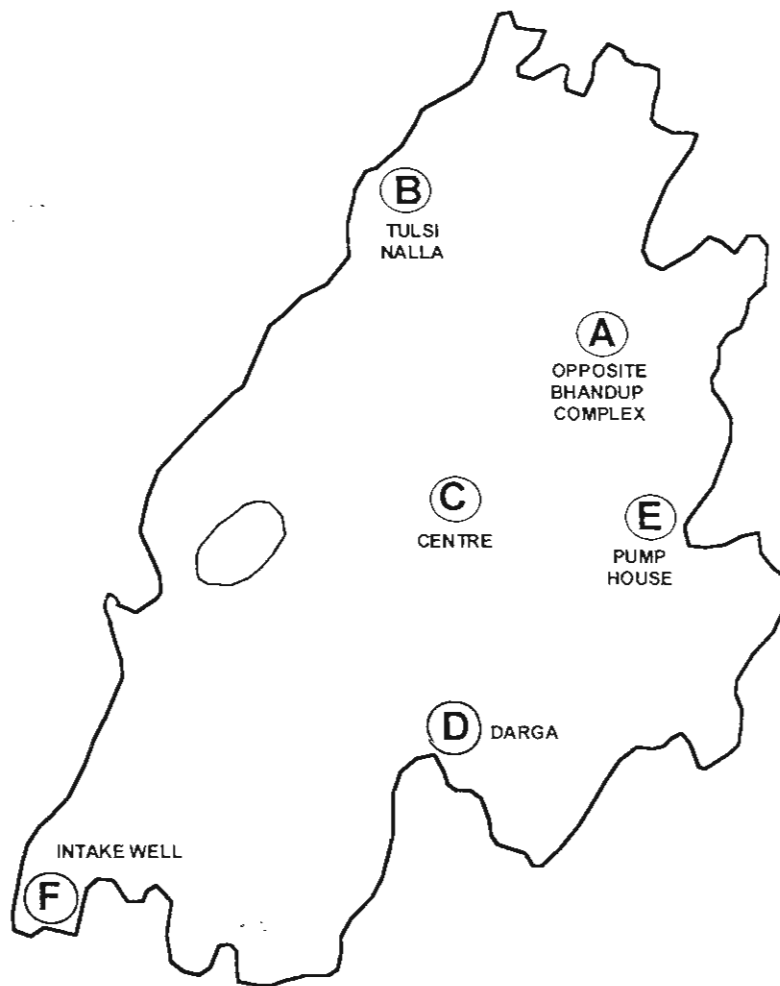 B
TULSI
NALLA
A
OPPOSITE
BHANDUP
COMPLEX
C
CENTRE
E
PUMP
HOUSE
D DARGA
INTAKE WELL
F